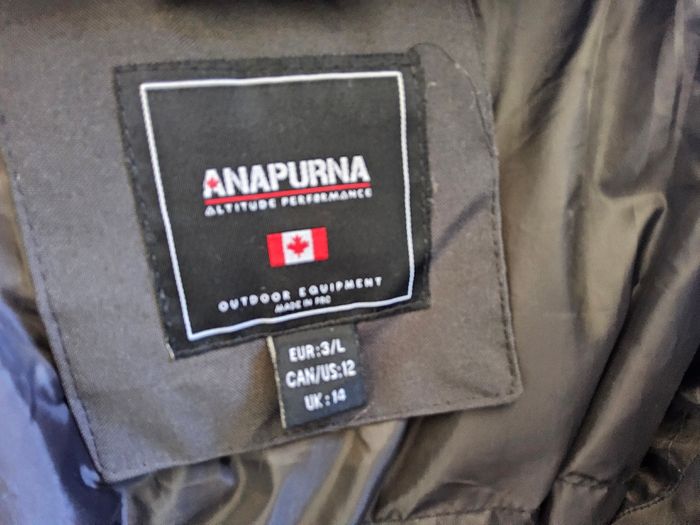 ANAPURNA
ALTITUDE PERFORMANCE
OUTDOOR EQUIPMENT
MADE IN PRC
EUR:3/L
CAN/US:12
UK:14